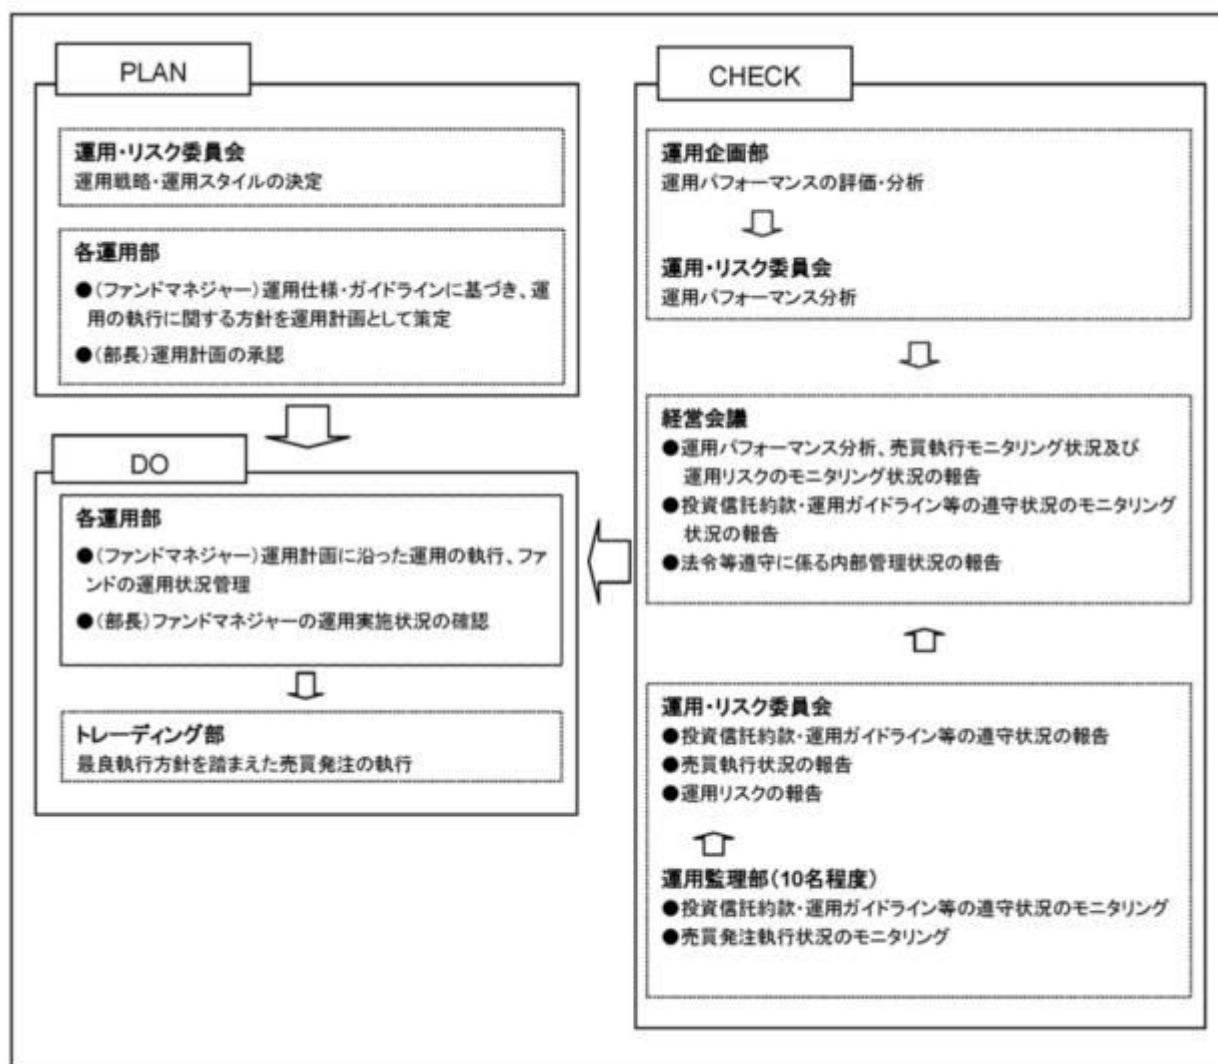 PLAN
運用・リスク委員会
運用戦略・運用スタイルの決定
各運用部
●(ファンドマネジャー)運用仕様・ガイドラインに基づき、運
用の執行に関する方針を運用計画として策定
●(部長)運用計画の承認
DO
各運用部
●(ファンドマネジャー)運用計画に沿った運用の執行、ファ
ンドの運用状況管理
●(部長)ファンドマネジャーの運用実施状況の確認
トレーディング部
最良執行方針を踏まえた売買発注の執行
CHECK
運用企画部
運用パフォーマンスの評価・分析
運用・リスク委員会
運用パフォーマンス分析
経営会議
●運用パフォーマンス分析、売買執行モニタリング状況及び
運用リスクのモニタリング状況の報告
●投資信託約款・運用ガイドライン等の遵守状況のモニタリング
状況の報告
●法令等遵守に係る内部管理状況の報告
運用・リスク委員会
●投資信託約款・運用ガイドライン等の遵守状況の報告
●売買執行状況の報告
●運用リスクの報告
運用監理部(10名程度)
●投資信託約款・運用ガイドライン等の遵守状況のモニタリング
●売買発注執行状況のモニタリング